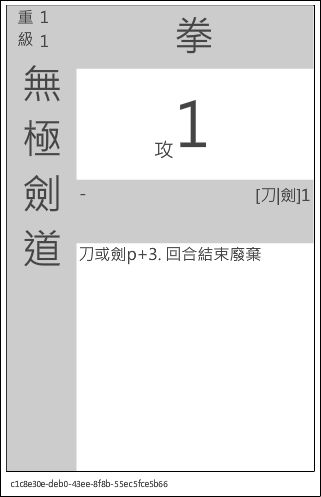 重 1
級 1
拳
無極劍道
攻1
- [刀|劍]1
刀或劍p+3. 回合結束廢棄
c1c8e30e-deb0-43ee-8f8b-55ec5fce5b66